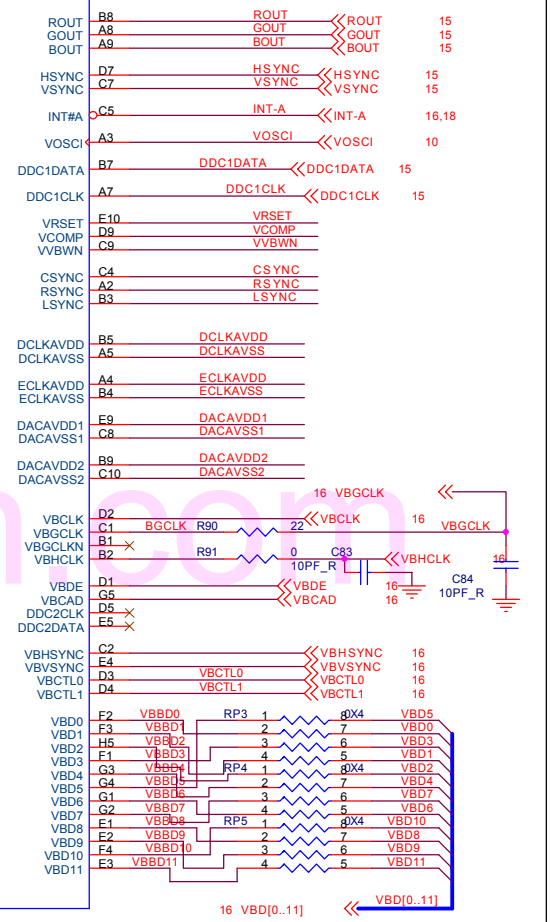 ROUT B8 ROUT ROUT 15
GOUT A8 GOUT GOUT 15
BOUT A9 BOUT BOUT 15
HSYNC D7 HSYNC HSYNC 15
VSYNC C7 VSYNC VSYNC 15
INT#A C5 INT-A INT-A 16,18
VOSCI A3 VOSCI VOSCI 10
DDC1DATA B7 DDC1DATA DDC1DATA 15
DDC1CLK A7 DDC1CLK DDC1CLK 15
VRSET E10 VRSET
VCOMP D9 VCOMP
VVBWN C9 VVBWN
CSYNC C4 CSYNC
RSYNC A2 RSYNC
LSYNC B3 LSYNC
DCLKAVDD B5 DCLKAVDD
DCLKAVSS A5 DCLKAVSS
ECLKAVDD A4 ECLKAVDD
ECLKAVSS B4 ECLKAVSS
DACAVDD1 E9 DACAVDD1
DACAVSS1 C8 DACAVSS1
DACAVDD2 B9 DACAVDD2
DACAVSS2 C10 DACAVSS2
16 VBGCLK
VBCLK D2 VBCLK 16
VBGCLK C1 BGCLK R90 22 VBGCLK
VBGCLKN B1
VBHCLK B2 R91 0 C83 VBHCLK 16
10PF_R
C84
10PF_R
VBDE D1 VBDE 16
VBCAD G5 VBCAD 16
DDC2CLK D5
DDC2DATA E5
VBHSYNC C2 VBHSYNC 16
VBVSYNC E4 VBVSYNC 16
VBCTL0 D3 VBCTL0 VBCTL0 16
VBCTL1 D4 VBCTL1 VBCTL1 16
VBD0 F2 VBBD0 RP3 1 8 0X4 VBD5
VBD1 F3 VBBD1 2 7 VBD0
VBD2 H5 VBBD2 3 6 VBD3
VBD3 F1 VBBD3 4 5 VBD1
VBD4 G3 VBBD4 RP4 1 8 0X4 VBD2
VBD5 G4 VBBD5 2 7 VBD4
VBD6 G1 VBBD6 3 6 VBD7
VBD7 G2 VBBD7 4 5 VBD6
VBD8 E1 VBBD8 RP5 1 8 0X4 VBD10
VBD9 E2 VBBD9 2 7 VBD8
VBD10 F4 VBBD10 3 6 VBD9
VBD11 E3 VBBD11 4 5 VBD11
16 VBD[0..11] VBD[0..11]
n.com